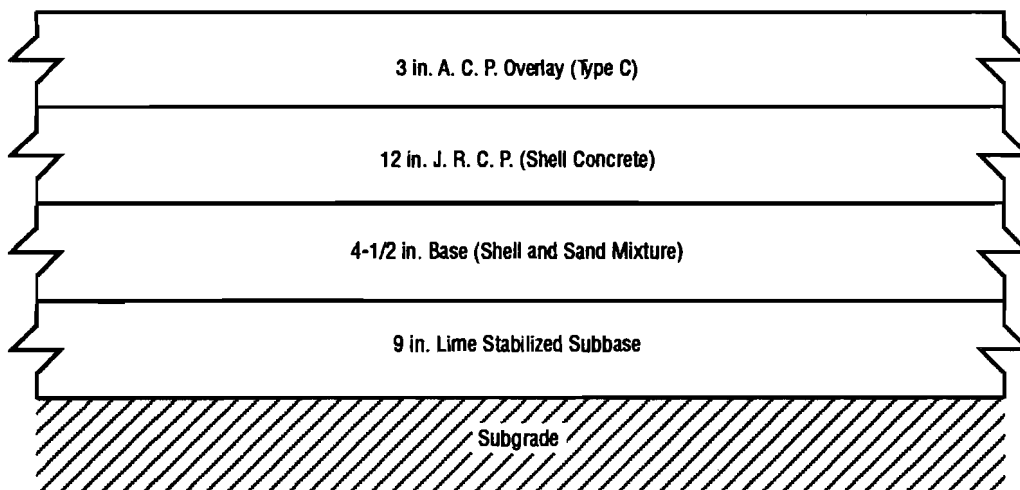 3 in. A. C. P. Overlay (Type C)
12 in. J. R. C. P. (Shell Concrete)
4-1/2 in. Base (Shell and Sand Mixture)
9 in. Lime Stabilized Subbase
Subgrade